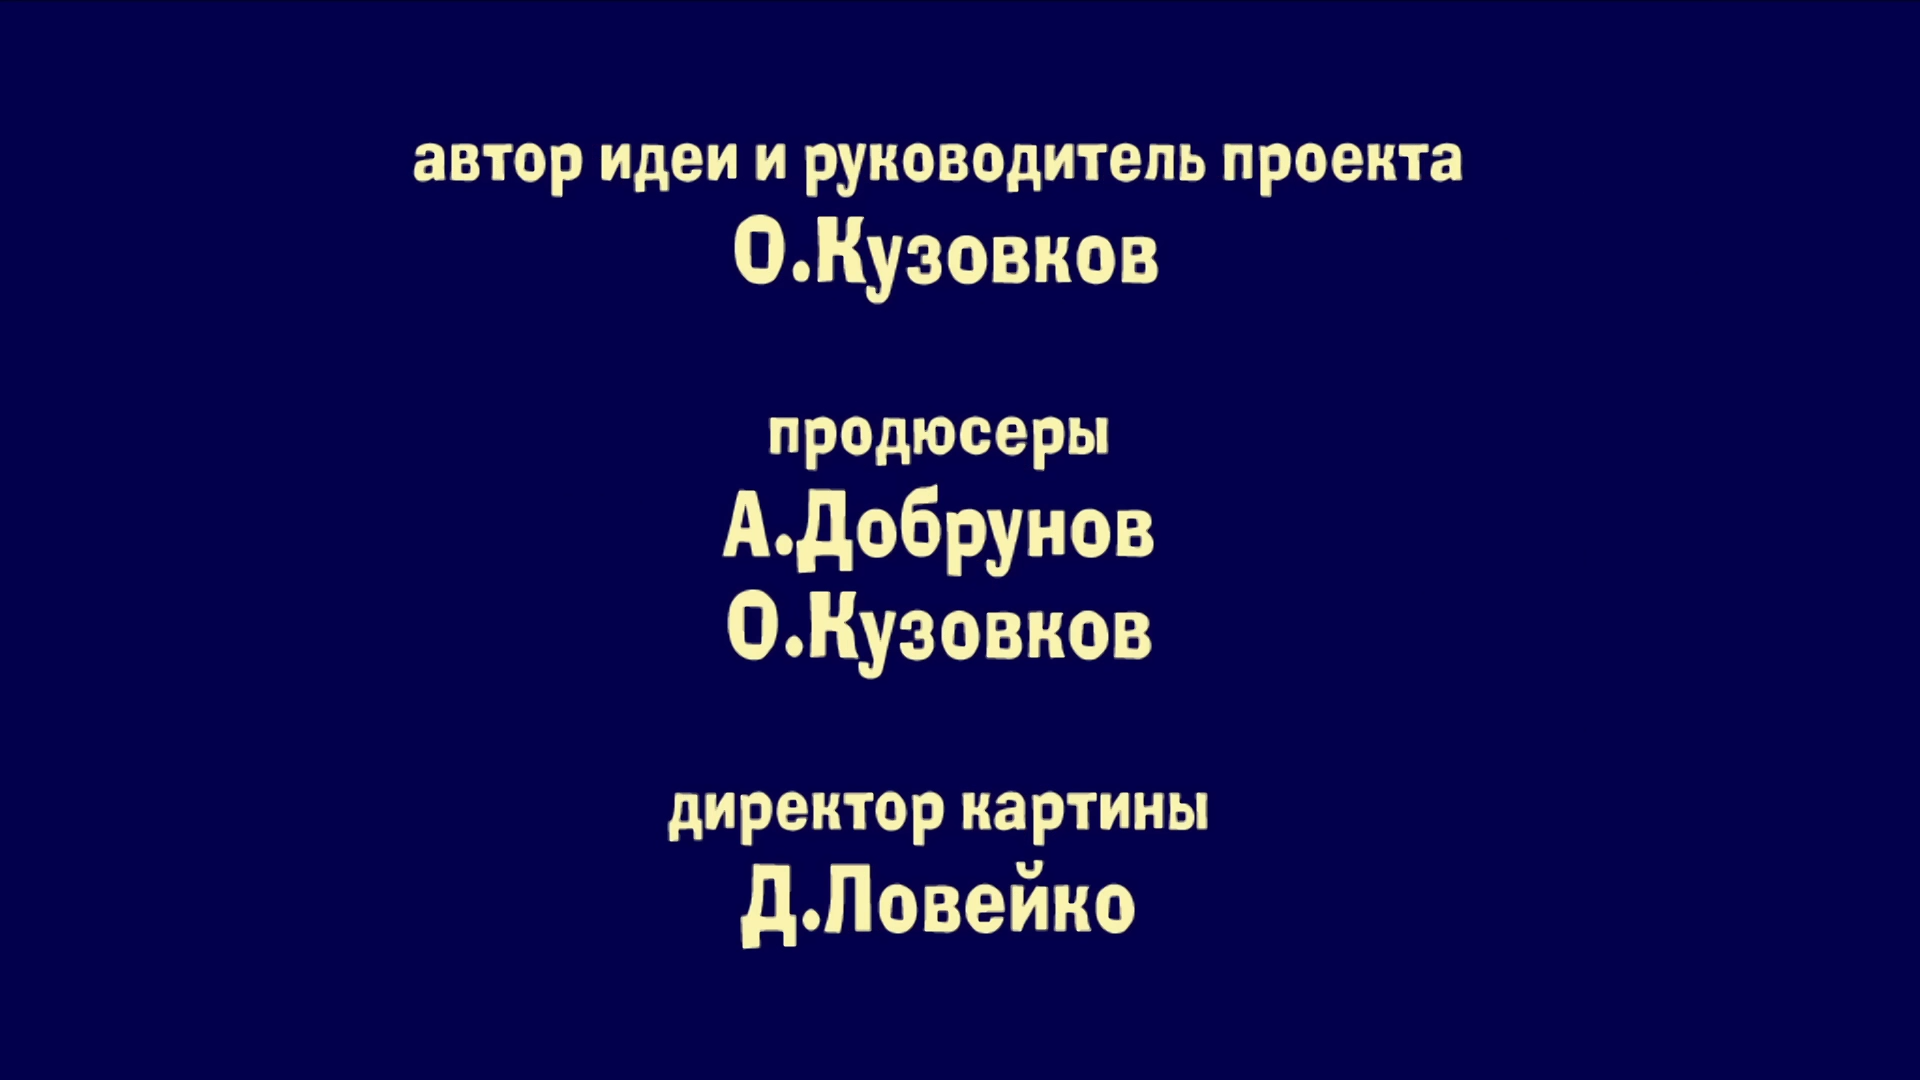 автор идеи и руководитель проекта
О.Кузовков
продюсеры
А.Добрунов
О.Кузовков
директор картины
Д.Ловейко